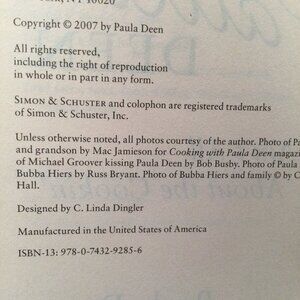 York, NY 10020
Copyright © 2007 by Paula Deen
All rights reserved,
including the right of reproduction
in whole or in part in any form.
SIMON & SCHUSTER and colophon are registered trademarks
of Simon & Schuster, Inc.
Unless otherwise noted, all photos courtesy of the author. Photo of Pa
and grandson by Mac Jamieson for Cooking with Paula Deen magazin
of Michael Groover kissing Paula Deen by Bob Busby. Photo of Paula
Bubba Hiers by Russ Bryant. Photo of Bubba Hiers and family © by C
Hall.
Designed by C. Linda Dingler
Manufactured in the United States of America
ISBN-13: 978-0-7432-9285-6